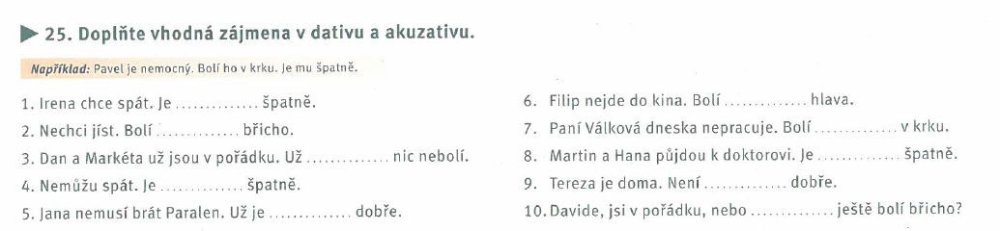 ▶ 25. Doplňte vhodná zájmena v dativu a akuzativu.
Například: Pavel je nemocný. Bolí ho v krku. Je mu špatně.
1. Irena chce spát. Je .............. špatně.
2. Nechci jíst. Bolí .............. břicho.
3. Dan a Markéta už jsou v pořádku. Už .............. nic nebolí.
4. Nemůžu spát. Je .............. špatně.
5. Jana nemusí brát Paralen. Už je .............. dobře.
6. Filip nejde do kina. Bolí .............. hlava.
7. Paní Válková dneska nepracuje. Bolí .............. v krku.
8. Martin a Hana půjdou k doktorovi. Je .............. špatně.
9. Tereza je doma. Není .............. dobře.
10. Davide, jsi v pořádku, nebo .............. ještě bolí břicho?